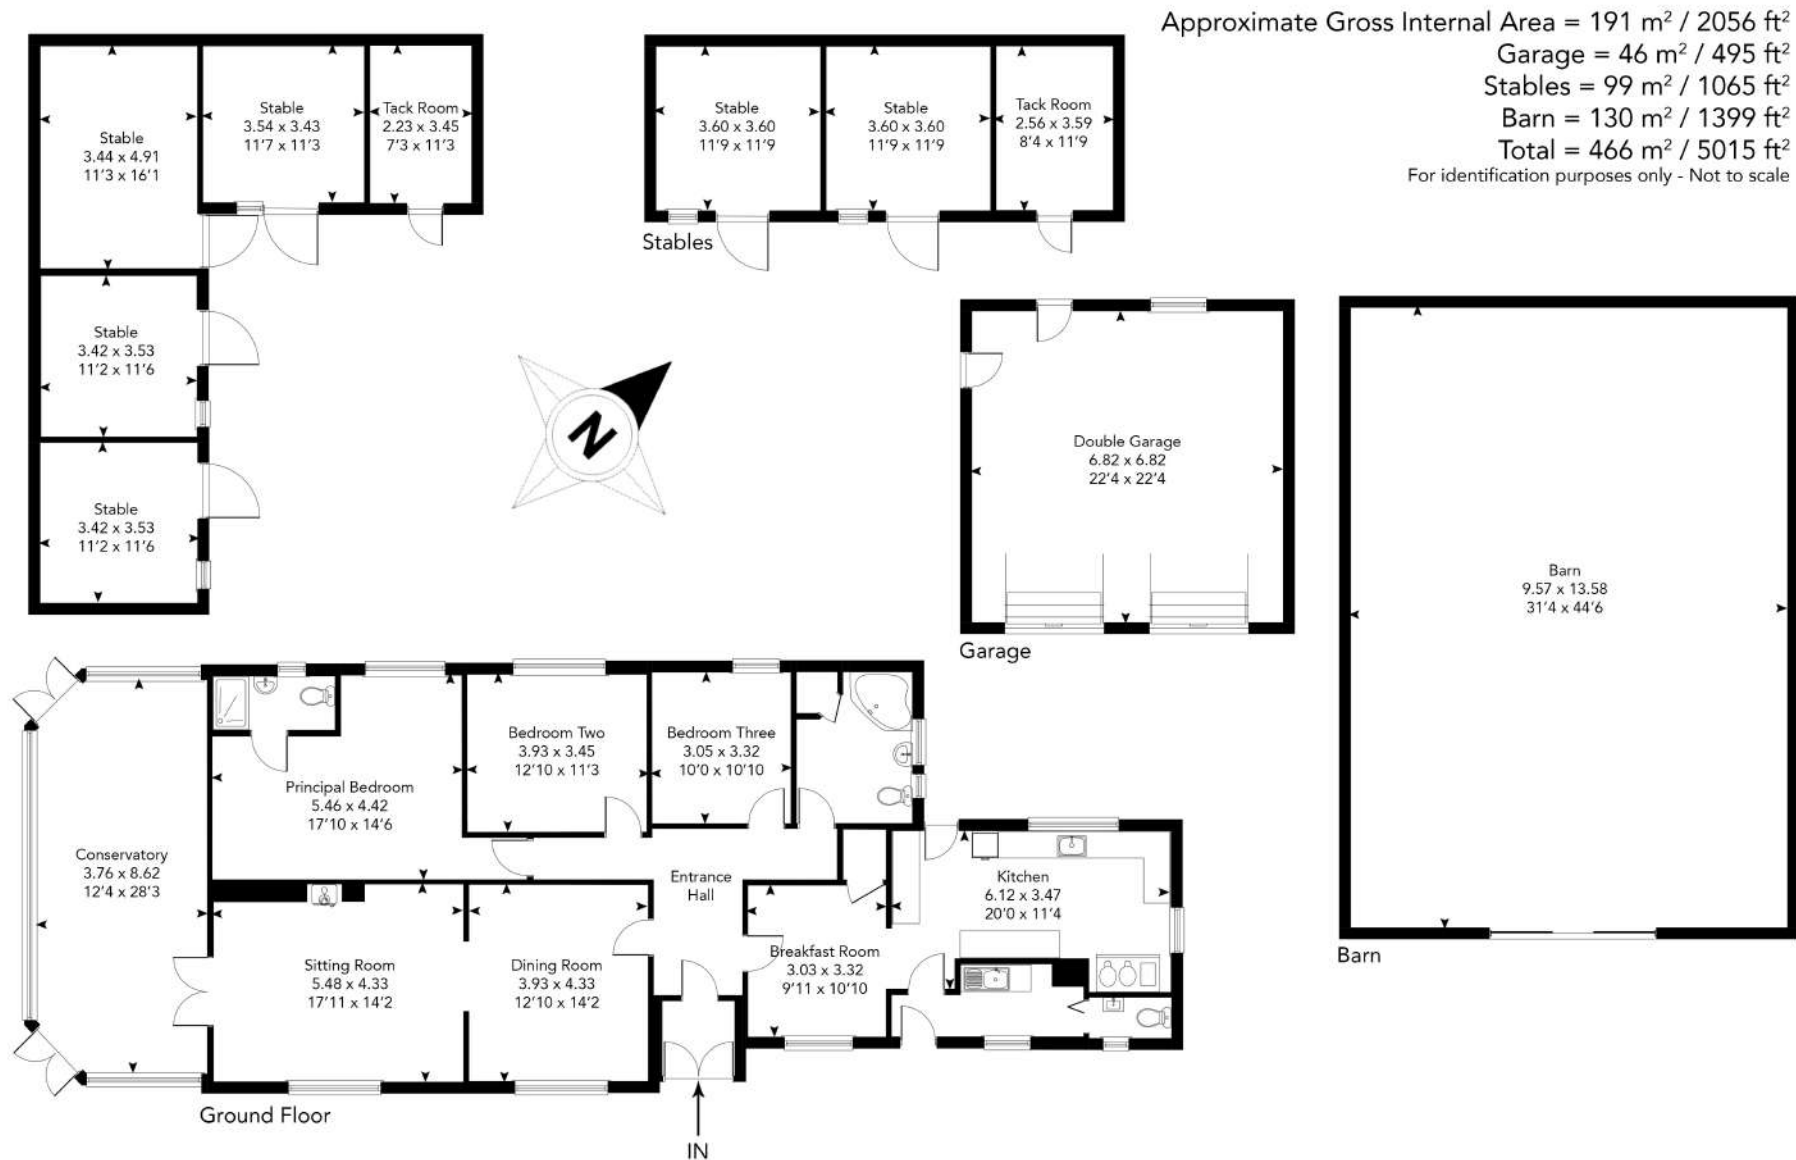 Approximate Gross Internal Area = 191 m² / 2056 ft²
Garage = 46 m² / 495 ft²
Stables = 99 m² / 1065 ft²
Barn = 130 m² / 1399 ft²
Total = 466 m² / 5015 ft²
For identification purposes only - Not to scale
Stable
3.44 x 4.91
11'3 x 16'1
Stable
3.54 x 3.43
11'7 x 11'3
Tack Room
2.23 x 3.45
7'3 x 11'3
Stable
3.42 x 3.53
11'2 x 11'6
Stable
3.42 x 3.53
11'2 x 11'6
Stable
3.60 x 3.60
11'9 x 11'9
Stable
3.60 x 3.60
11'9 x 11'9
Tack Room
2.56 x 3.59
8'4 x 11'9
Stables
N
Double Garage
6.82 x 6.82
22'4 x 22'4
Garage
Barn
9.57 x 13.58
31'4 x 44'6
Barn
Conservatory
3.76 x 8.62
12'4 x 28'3
Principal Bedroom
5.46 x 4.42
17'10 x 14'6
Bedroom Two
3.93 x 3.45
12'10 x 11'3
Bedroom Three
3.05 x 3.32
10'0 x 10'10
Entrance
Hall
Kitchen
6.12 x 3.47
20'0 x 11'4
Sitting Room
5.48 x 4.33
17'11 x 14'2
Dining Room
3.93 x 4.33
12'10 x 14'2
Breakfast Room
3.03 x 3.32
9'11 x 10'10
Ground Floor
IN